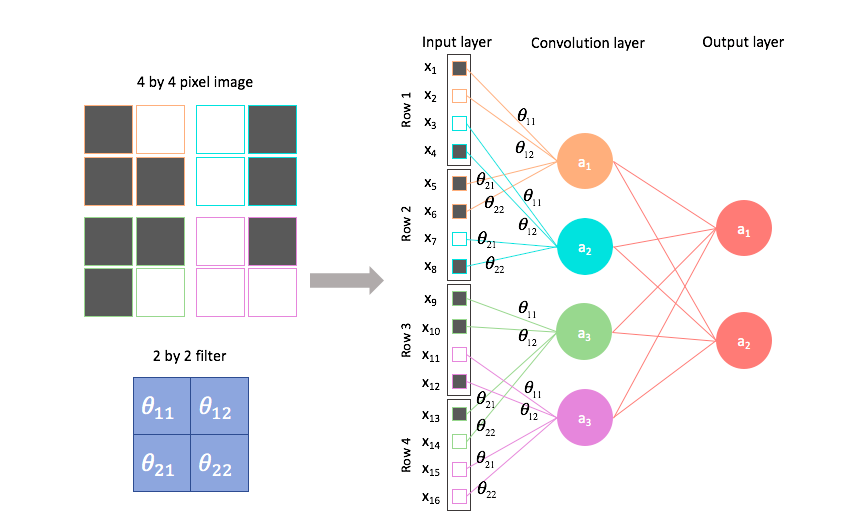 4 by 4 pixel image
2 by 2 filter
θ11 θ12
θ21 θ22
Input layer
Convolution layer
Output layer
Row 1
x1
x2
x3
x4
Row 2
x5
x6
x7
x8
Row 3
x9
x10
x11
x12
Row 4
x13
x14
x15
x16
θ11
θ12
θ21
θ22
θ11
θ12
θ21
θ22
θ11
θ12
θ21
θ22
θ11
θ12
θ21
θ22
a1
a2
a3
a3
a1
a2